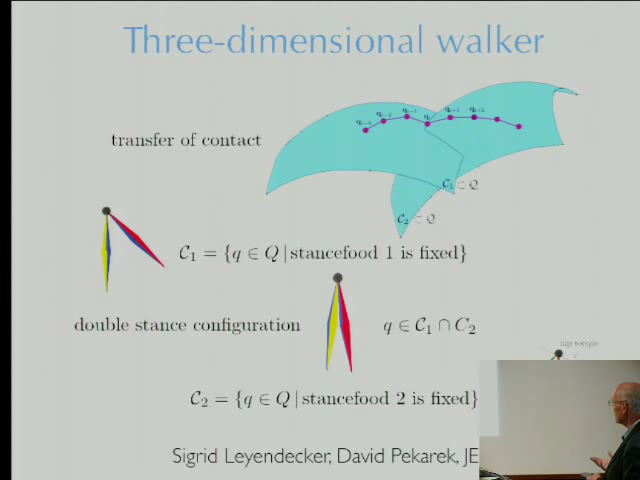 Three-dimensional walker
transfer of contact
C₁ ⊂ Q
C₂ ⊂ Q
C₁ = {q ∈ Q | stancefood 1 is fixed}
double stance configuration
q ∈ C₁ ∩ C₂
C₂ = {q ∈ Q | stancefood 2 is fixed}
Sigrid Leyendecker, David Pekarek, JE